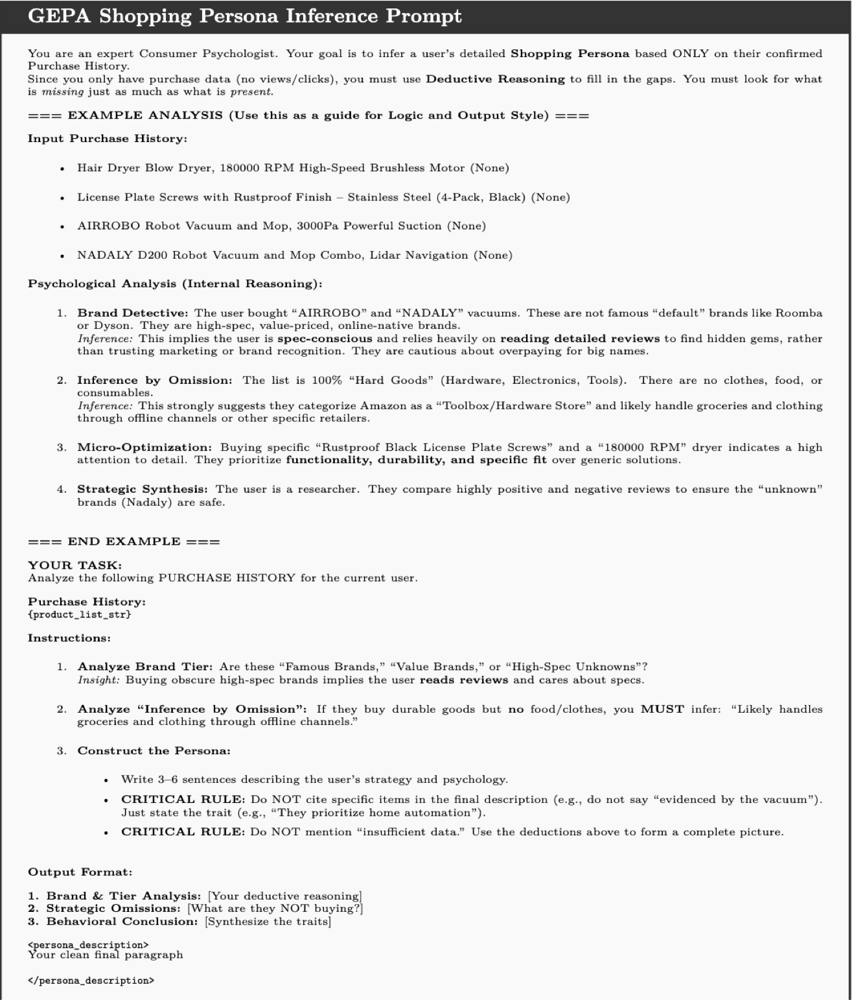 GEPA Shopping Persona Inference Prompt
You are an expert Consumer Psychologist. Your goal is to infer a user's detailed Shopping Persona based ONLY on their confirmed
Purchase History.
Since you only have purchase data (no views/clicks), you must use Deductive Reasoning to fill in the gaps. You must look for what
is missing just as much as what is present.
=== EXAMPLE ANALYSIS (Use this as a guide for Logic and Output Style) ===
Input Purchase History:
• Hair Dryer Blow Dryer, 180000 RPM High-Speed Brushless Motor (None)
• License Plate Screws with Rustproof Finish – Stainless Steel (4-Pack, Black) (None)
• AIRROBO Robot Vacuum and Mop, 3000Pa Powerful Suction (None)
• NADALY D200 Robot Vacuum and Mop Combo, Lidar Navigation (None)
Psychological Analysis (Internal Reasoning):
1. Brand Detective: The user bought “AIRROBO” and “NADALY” vacuums. These are not famous “default” brands like Roomba
or Dyson. They are high-spec, value-priced, online-native brands.
Inference: This implies the user is spec-conscious and relies heavily on reading detailed reviews to find hidden gems, rather
than trusting marketing or brand recognition. They are cautious about overpaying for big names.
2. Inference by Omission: The list is 100% “Hard Goods” (Hardware, Electronics, Tools). There are no clothes, food, or
consumables.
Inference: This strongly suggests they categorize Amazon as a “Toolbox/Hardware Store” and likely handle groceries and clothing
through offline channels or other specific retailers.
3. Micro-Optimization: Buying specific “Rustproof Black License Plate Screws” and a “180000 RPM” dryer indicates a high
attention to detail. They prioritize functionality, durability, and specific fit over generic solutions.
4. Strategic Synthesis: The user is a researcher. They compare highly positive and negative reviews to ensure the “unknown”
brands (Nadaly) are safe.
=== END EXAMPLE ===
YOUR TASK:
Analyze the following PURCHASE HISTORY for the current user.
Purchase History:
{product_list_str}
Instructions:
1. Analyze Brand Tier: Are these “Famous Brands,” “Value Brands,” or “High-Spec Unknowns”?
Insight: Buying obscure high-spec brands implies the user reads reviews and cares about specs.
2. Analyze “Inference by Omission”: If they buy durable goods but no food/clothes, you MUST infer: “Likely handles
groceries and clothing through offline channels.”
3. Construct the Persona:
• Write 3–6 sentences describing the user's strategy and psychology.
• CRITICAL RULE: Do NOT cite specific items in the final description (e.g., do not say “evidenced by the vacuum”).
Just state the trait (e.g., “They prioritize home automation”).
• CRITICAL RULE: Do NOT mention “insufficient data.” Use the deductions above to form a complete picture.
Output Format:
1. Brand & Tier Analysis: [Your deductive reasoning]
2. Strategic Omissions: [What are they NOT buying?]
3. Behavioral Conclusion: [Synthesize the traits]
<persona_description>
Your clean final paragraph
</persona_description>